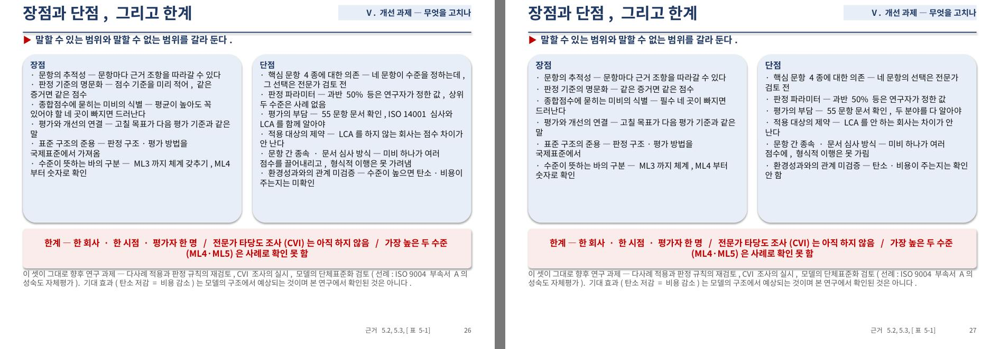 장점과 단점 , 그리고 한계
V . 개선 과제 — 무엇을 고치나
▶ 말할 수 있는 범위와 말할 수 없는 범위를 갈라 둔다 .
장점
· 문항의 추적성 — 문항마다 근거 조항을 따라갈 수 있다
· 판정 기준의 명문화 — 점수 기준을 미리 적어 , 같은
증거면 같은 점수
· 종합점수에 묻히는 미비의 식별 — 평균이 높아도 꼭
있어야 할 네 곳이 빠지면 드러난다
· 평가와 개선의 연결 — 고칠 목표가 다음 평가 기준과 같은
말
· 표준 구조의 준용 — 판정 구조 · 평가 방법을
국제표준에서 가져옴
· 수준이 뜻하는 바의 구분 — ML3 까지 체계 갖추기 , ML4
부터 숫자로 확인
단점
· 핵심 문항 4 종에 대한 의존 — 네 문항이 수준을 정하는데 ,
그 선택은 전문가 검토 전
· 판정 파라미터 — 과반 50% 등은 연구자가 정한 값 , 상위
두 수준은 사례 없음
· 평가의 부담 — 55 문항 문서 확인 , ISO 14001 심사와
LCA 를 함께 알아야
· 적용 대상의 제약 — LCA 를 하지 않는 회사는 점수 차이가
안 난다
· 문항 간 종속 · 문서 심사 방식 — 미비 하나가 여러
점수를 끌어내리고 , 형식적 이행은 못 가려냄
· 환경성과와의 관계 미검증 — 수준이 높으면 탄소 · 비용이
주는지는 미확인
한계 — 한 회사 · 한 시점 · 평가자 한 명 / 전문가 타당도 조사 (CVI) 는 아직 하지 않음 / 가장 높은 두 수준
(ML4·ML5) 은 사례로 확인 못 함
이 셋이 그대로 향후 연구 과제 — 다사례 적용과 판정 규칙의 재검토 , CVI 조사의 실시 , 모델의 단체표준화 검토 ( 선례 : ISO 9004 부속서 A 의
성숙도 자체평가 ). 기대 효과 ( 탄소 저감 = 비용 감소 ) 는 모델의 구조에서 예상되는 것이며 본 연구에서 확인된 것은 아니다 .
근거 5.2, 5.3, [ 표 5-1]
26
장점과 단점 , 그리고 한계
V . 개선 과제 — 무엇을 고치나
▶ 말할 수 있는 범위와 말할 수 없는 범위를 갈라 둔다 .
장점
· 문항의 추적성 — 문항마다 근거 조항을 따라갈 수 있다
· 판정 기준의 명문화 — 같은 증거면 같은 점수
· 종합점수에 묻히는 미비의 식별 — 필수 네 곳이 빠지면
드러난다
· 평가와 개선의 연결 — 고칠 목표가 다음 평가 기준과 같은
말
· 표준 구조의 준용 — 판정 구조 · 평가 방법을
국제표준에서
· 수준이 뜻하는 바의 구분 — ML3 까지 체계 , ML4 부터
숫자로 확인
단점
· 핵심 문항 4 종에 대한 의존 — 네 문항의 선택은 전문가
검토 전
· 판정 파라미터 — 과반 50% 등은 연구자가 정한 값
· 평가의 부담 — 55 문항 문서 확인 , 두 분야를 다 알아야
· 적용 대상의 제약 — LCA 를 안 하는 회사는 차이가 안
난다
· 문항 간 종속 · 문서 심사 방식 — 미비 하나가 여러
점수에 , 형식적 이행은 못 가림
· 환경성과와의 관계 미검증 — 탄소 · 비용이 주는지는 확인
안 함
한계 — 한 회사 · 한 시점 · 평가자 한 명 / 전문가 타당도 조사 (CVI) 는 아직 하지 않음 / 가장 높은 두 수준
(ML4·ML5) 은 사례로 확인 못 함
이 셋이 그대로 향후 연구 과제 — 다사례 적용과 판정 규칙의 재검토 , CVI 조사의 실시 , 모델의 단체표준화 검토 ( 선례 : ISO 9004 부속서 A 의
성숙도 자체평가 ). 기대 효과 ( 탄소 저감 = 비용 감소 ) 는 모델의 구조에서 예상되는 것이며 본 연구에서 확인된 것은 아니다 .
근거 5.2, 5.3, [ 표 5-1]
27